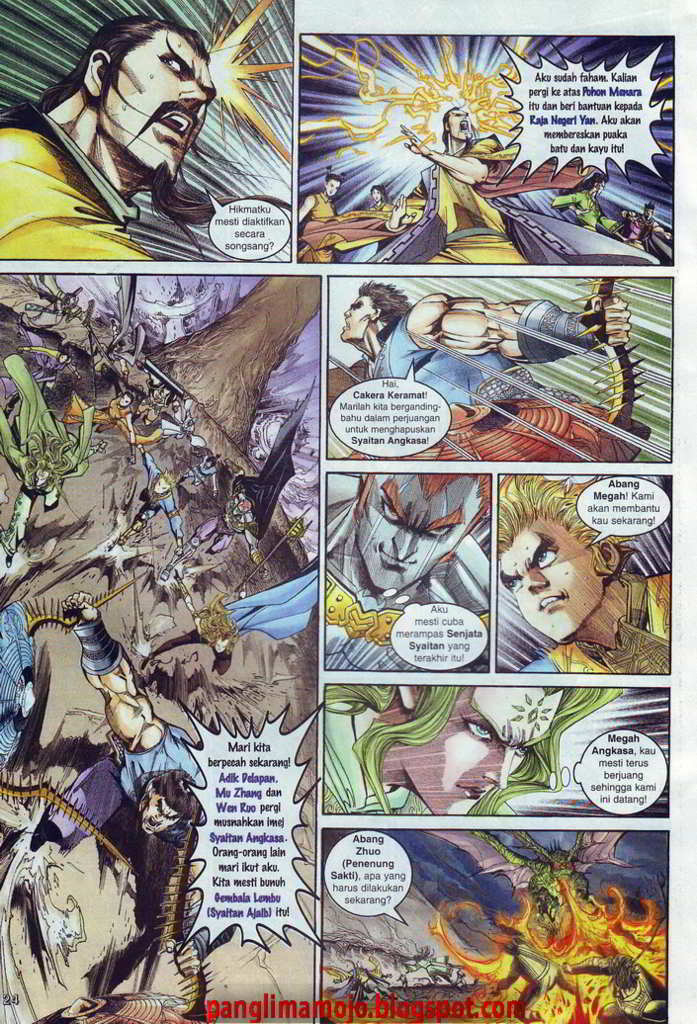 Hikmatku
mesti diaktifkan
secara
songsang?
Aku sudah faham. Kalian
pergi ke atas Pohon Menara
itu dan beri bantuan kepada
Raja Negeri Yan. Aku akan
membereskan puaka
batu dan kayu itu!
Hai,
Cakera Keramat!
Marilah kita berganding-
bahu dalam perjuangan
untuk menghapuskan
Syaitan Angkasa!
Aku
mesti cuba
merampas Senjata
Syaitan yang
terakhir itu!
Abang
Megah! Kami
akan membantu
kau sekarang!
Mari kita
berpecah sekarang!
Adik Pelapan,
Mu Zhang dan
Wen Ruo pergi
musnahkan imej
Syaitan Angkasa.
Orang-orang lain
mari ikut aku.
Kita mesti bunuh
Gembala Lembu
(Syaitan Ajaib) itu!
Megah
Angkasa, kau
mesti terus
berjuang
sehingga kami
ini datang!
Abang
Zhuo
(Penenung
Sakti), apa yang
harus dilakukan
sekarang?
24
panglimamojo.blogspot.com